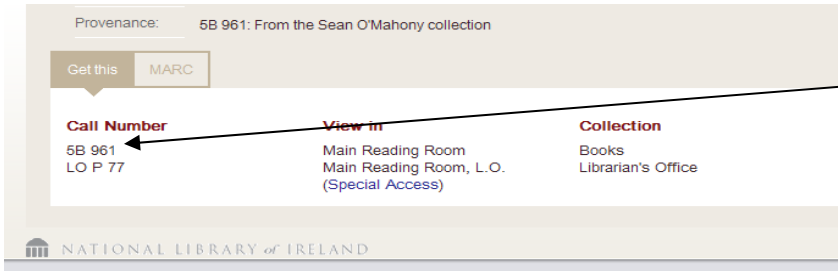 Provenance: 5B 961: From the Sean O'Mahony collection
Get this MARC
Call Number View in Collection
5B 961 Main Reading Room Books
LO P 77 Main Reading Room, L.O. Librarian's Office
(Special Access)
NATIONAL LIBRARY of IRELAND